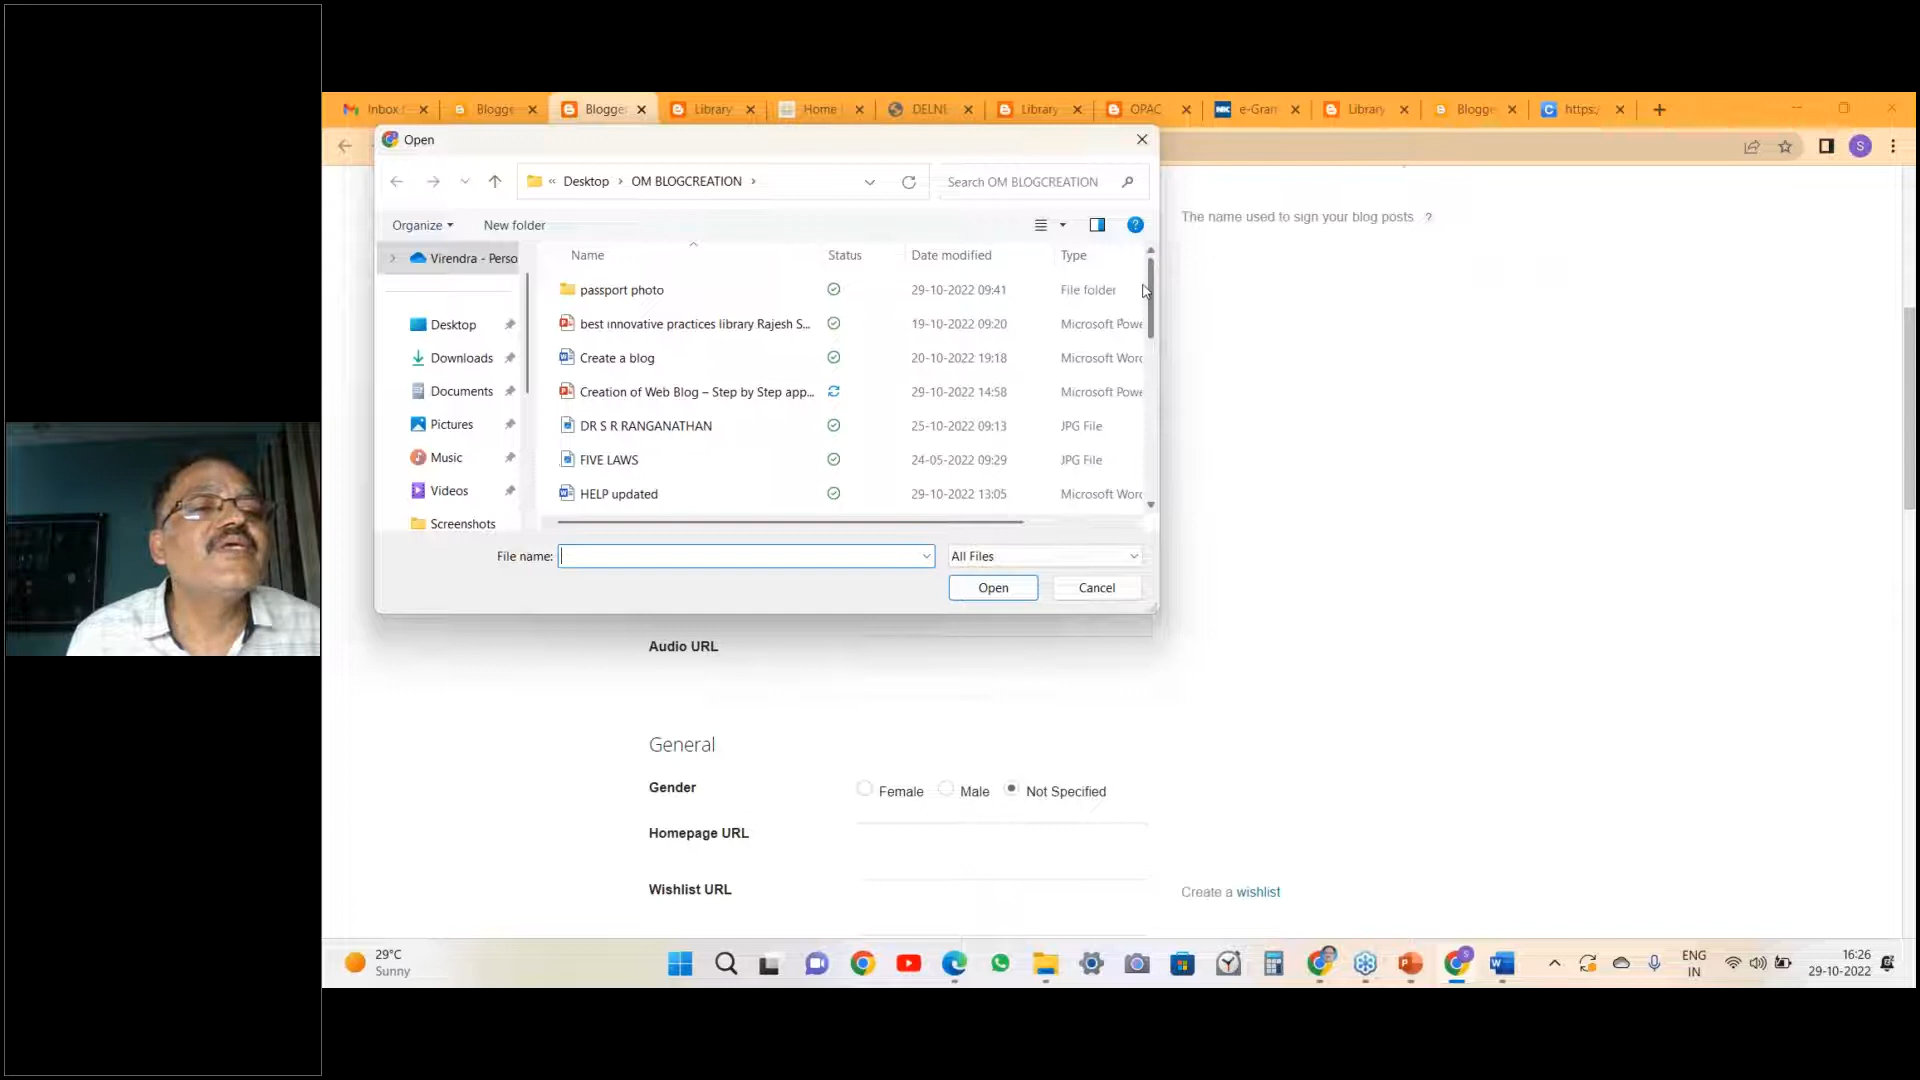 Inbox
Blogge
Blogge
Library
Home
DELNE
Library
OPAC
NIC
e-Gran
Library
Blogge
https:/
S
Open
Desktop
OM BLOGCREATION
Search OM BLOGCREATION
Organize
New folder
The name used to sign your blog posts ?
Virendra - Perso
Name
Status
Date modified
Type
passport photo
29-10-2022 09:41
File folder
Desktop
best innovative practices library Rajesh S...
19-10-2022 09:20
Microsoft Powe
Downloads
Create a blog
20-10-2022 19:18
Microsoft Word
Documents
Creation of Web Blog – Step by Step app...
29-10-2022 14:58
Microsoft Powe
Pictures
DR S R RANGANATHAN
25-10-2022 09:13
JPG File
Music
FIVE LAWS
24-05-2022 09:29
JPG File
Videos
HELP updated
29-10-2022 13:05
Microsoft Word
Screenshots
File name:
All Files
Open
Cancel
Audio URL
General
Gender
Female
Male
Not Specified
Homepage URL
Wishlist URL
Create a wishlist
29°C
Sunny
ENG
IN
16:26
29-10-2022